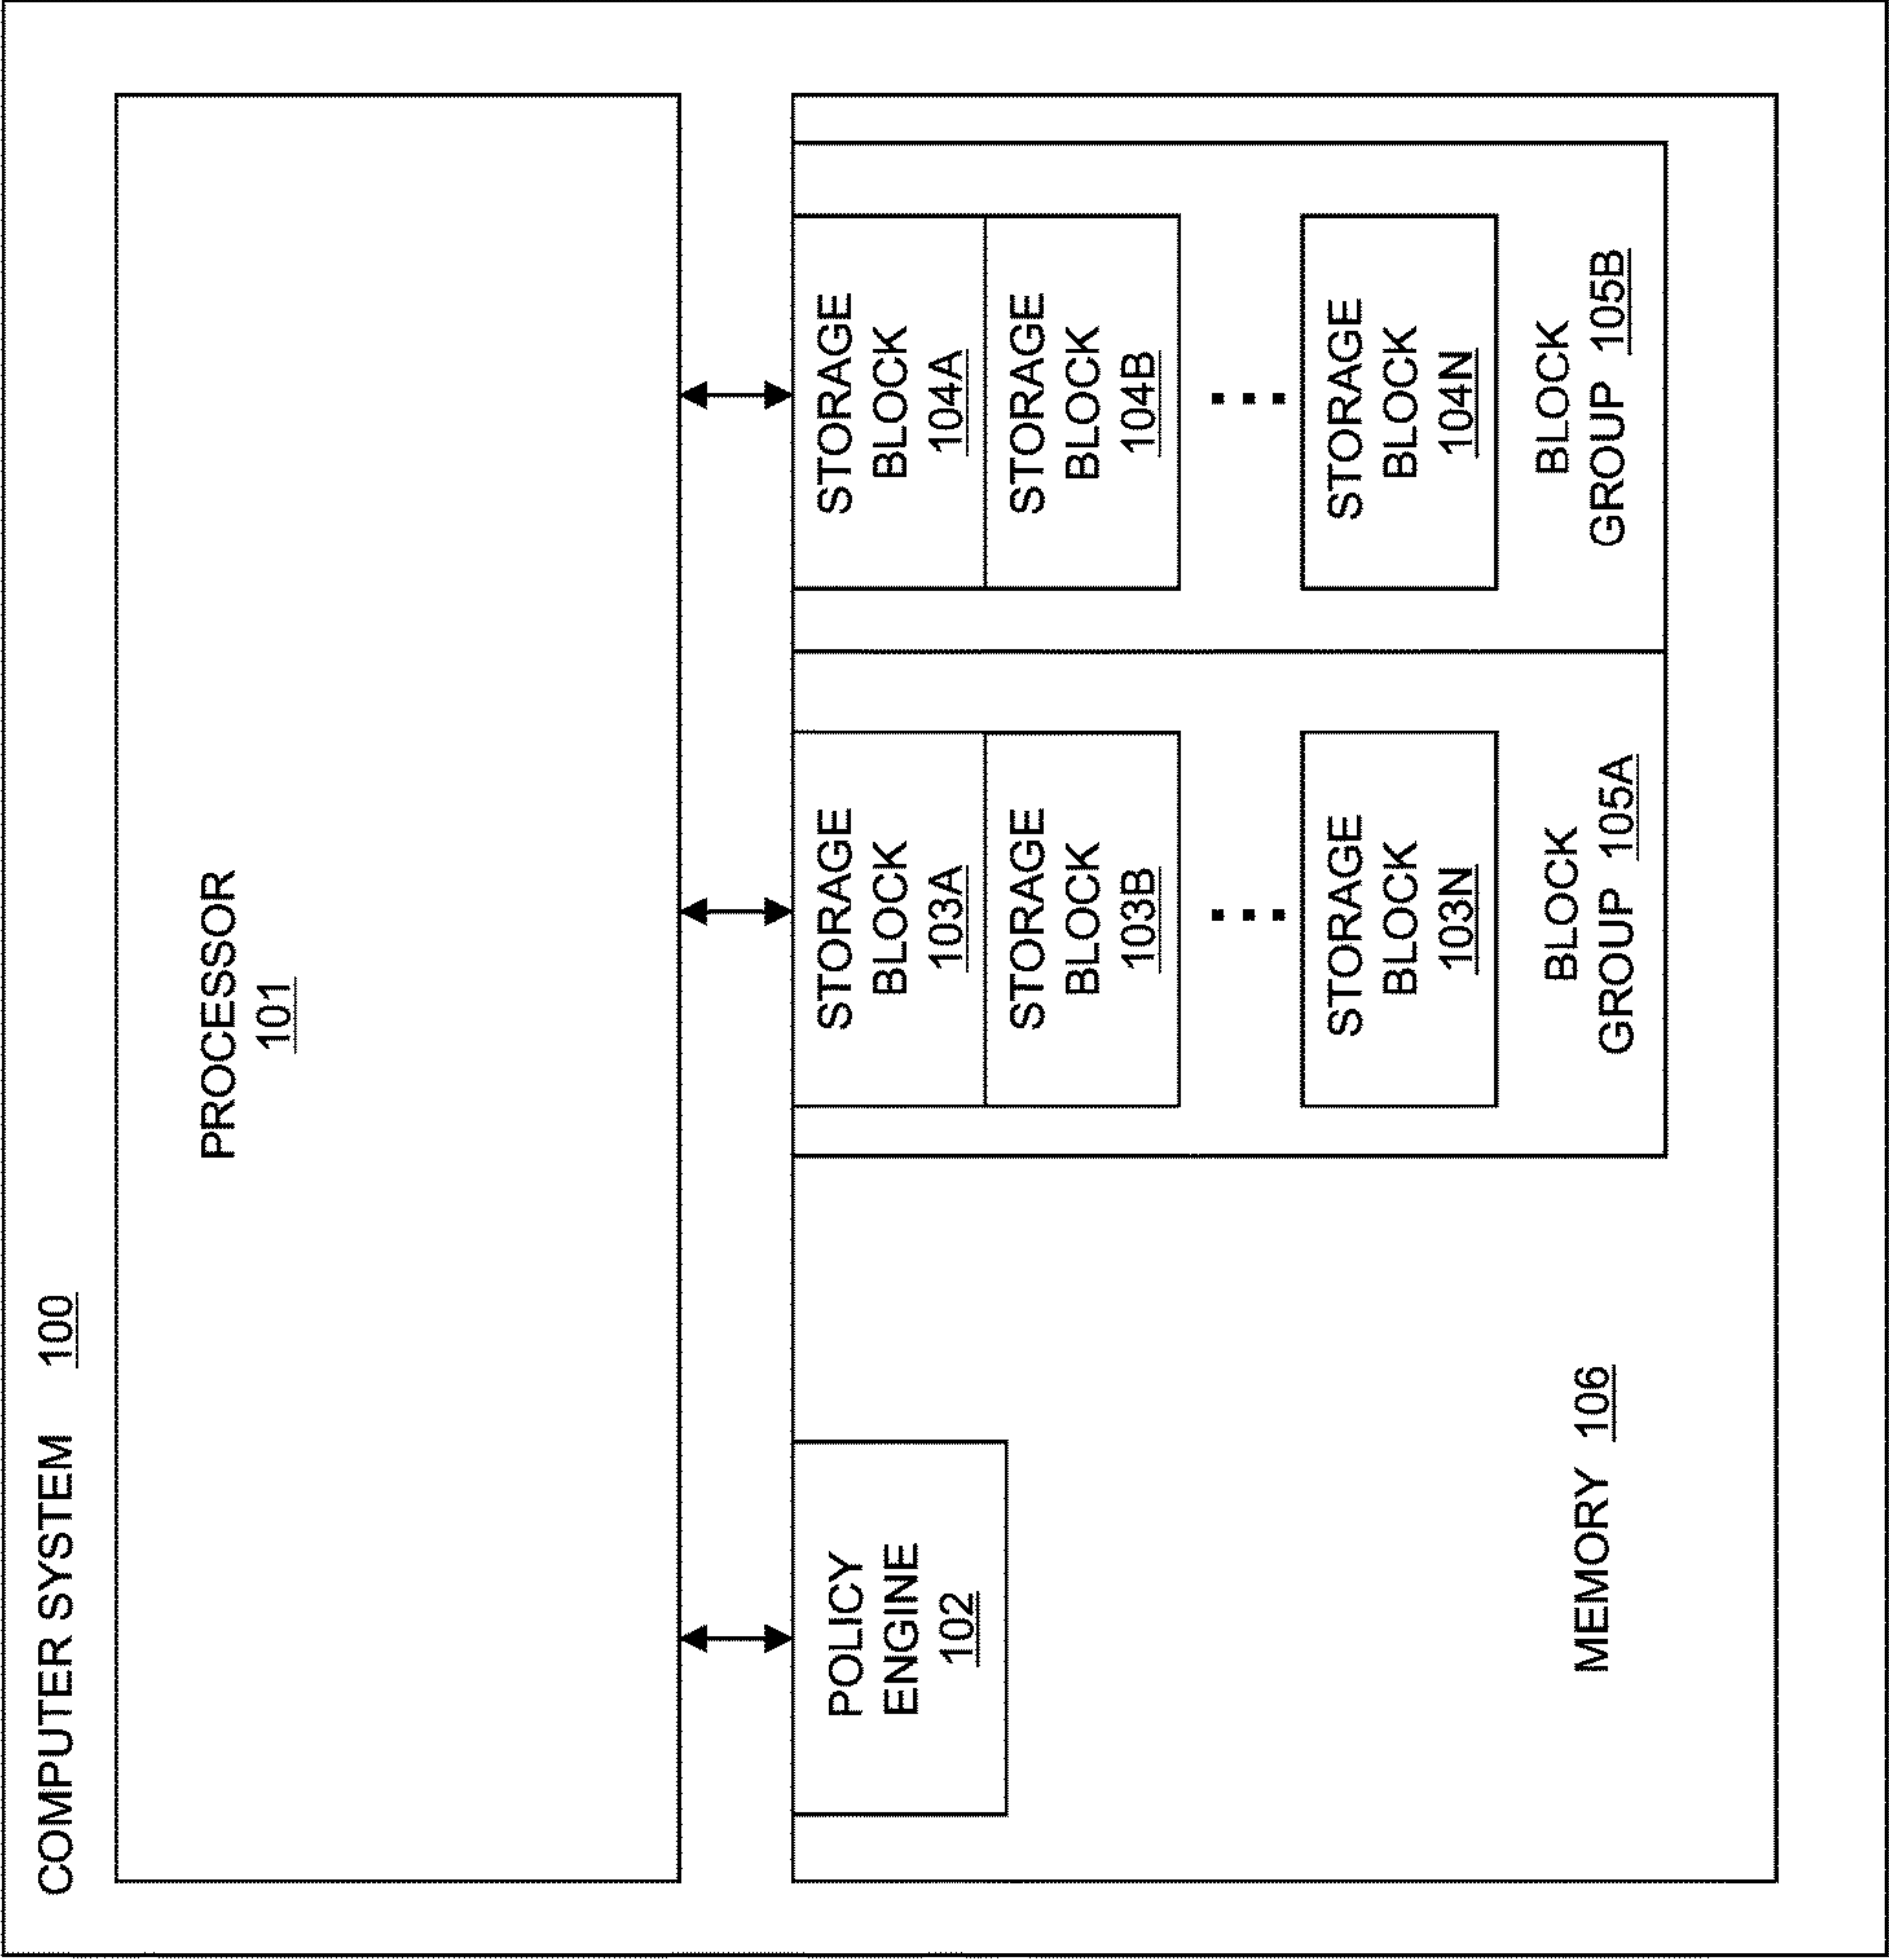 COMPUTER SYSTEM 100
PROCESSOR
101
POLICY
ENGINE
102
STORAGE
BLOCK
103A
STORAGE
BLOCK
103B
STORAGE
BLOCK
103N
BLOCK
GROUP 105A
STORAGE
BLOCK
104A
STORAGE
BLOCK
104B
STORAGE
BLOCK
104N
BLOCK
GROUP 105B
MEMORY 106